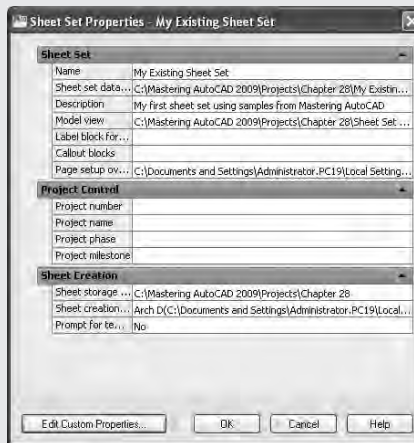 Sheet Set Properties - My Existing Sheet Set
Sheet Set
Name My Existing Sheet Set
Sheet set data... C:\Mastering AutoCAD 2009\Projects\Chapter 28\My Existin...
Description My first sheet set using samples from Mastering AutoCAD
Model view C:\Mastering AutoCAD 2009\Projects\Chapter 28\Sheet Set ...
Label block for...
Callout blocks
Page setup ov... C:\Documents and Settings\Administrator.PC19\Local Setting...
Project Control
Project number
Project name
Project phase
Project milestone
Sheet Creation
Sheet storage ... C:\Mastering AutoCAD 2009\Projects\Chapter 28
Sheet creation... Arch D(C:\Documents and Settings\Administrator.PC19\Local...
Prompt for te... No
Edit Custom Properties... OK Cancel Help